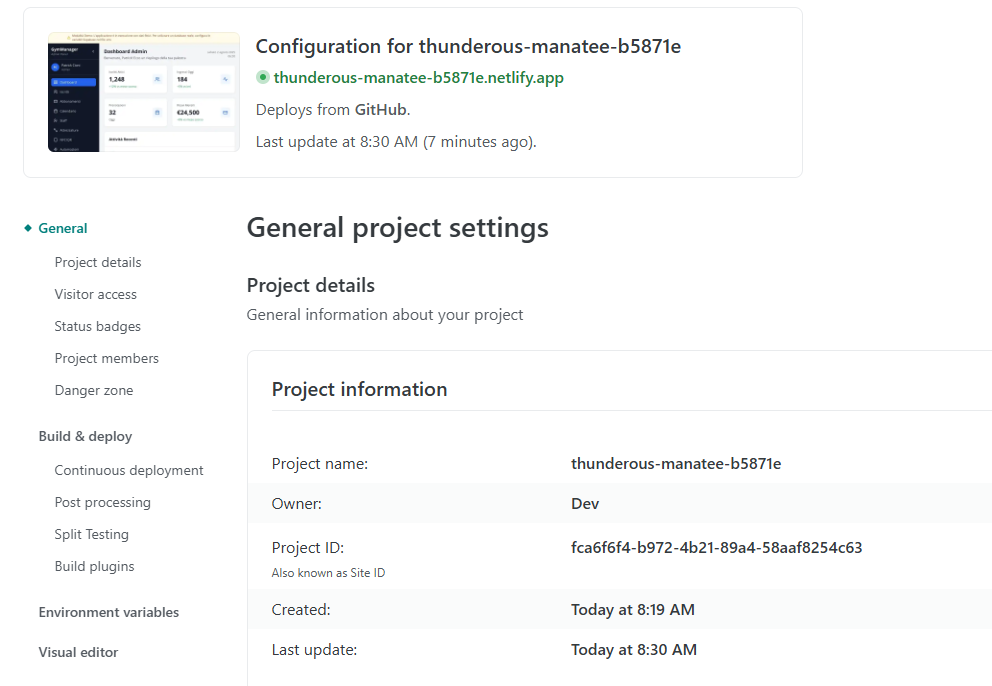 GymManager
Dashboard Admin
1,248
184
32
€24,500
Configuration for thunderous-manatee-b5871e
thunderous-manatee-b5871e.netlify.app
Deploys from GitHub.
Last update at 8:30 AM (7 minutes ago).
General
Project details
Visitor access
Status badges
Project members
Danger zone
Build & deploy
Continuous deployment
Post processing
Split Testing
Build plugins
Environment variables
Visual editor
General project settings
Project details
General information about your project
Project information
Project name:
thunderous-manatee-b5871e
Owner:
Dev
Project ID:
fca6f6f4-b972-4b21-89a4-58aaf8254c63
Also known as Site ID
Created:
Today at 8:19 AM
Last update:
Today at 8:30 AM